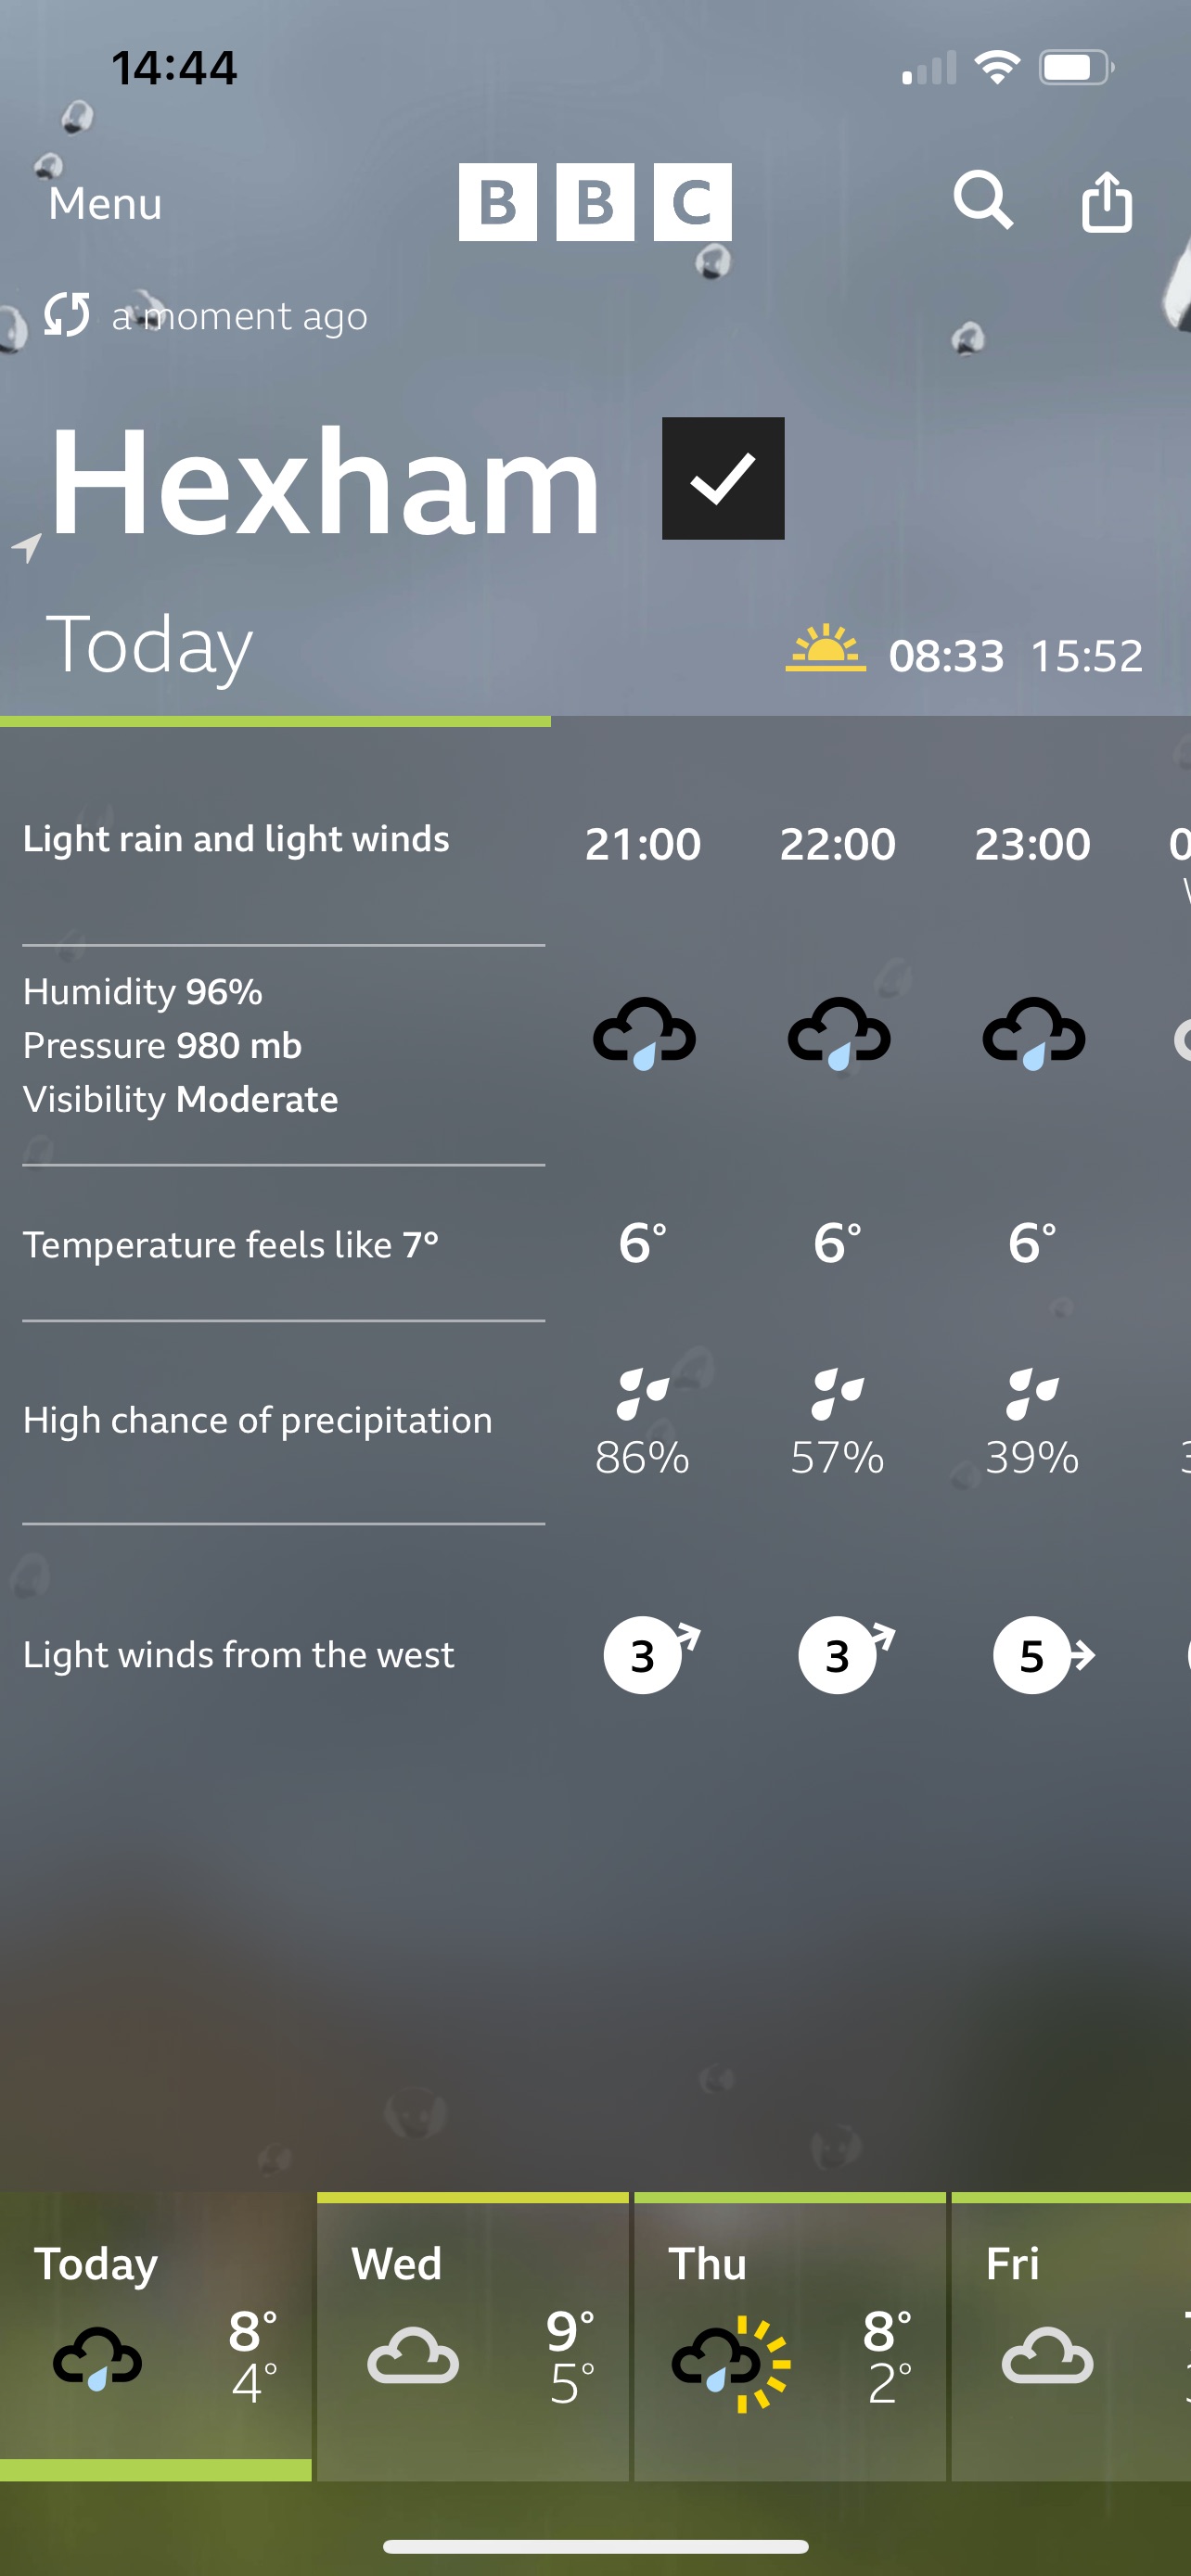 14:44
Menu
BBC
a moment ago
Hexham
Today
08:33 15:52
Light rain and light winds
21:00 22:00 23:00
Humidity 96%
Pressure 980 mb
Visibility Moderate
Temperature feels like 7°
6° 6° 6°
High chance of precipitation
86% 57% 39%
Light winds from the west
3 3 5
Today Wed Thu Fri
8° 9° 8°
4° 5° 2°